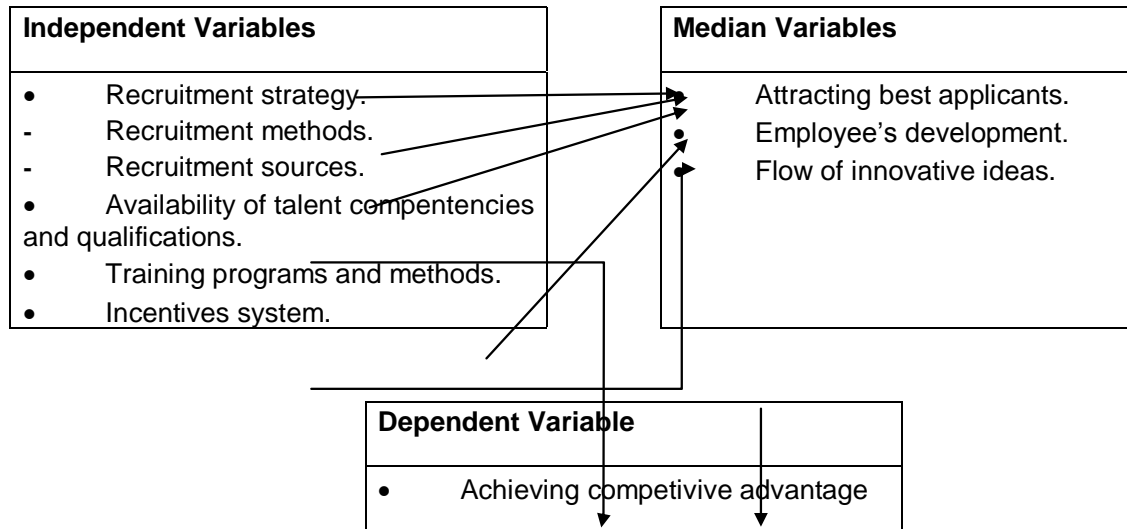 Independent Variables
• Recruitment strategy.
- Recruitment methods.
- Recruitment sources.
• Availability of talent compentencies
and qualifications.
• Training programs and methods.
• Incentives system.
Median Variables
• Attracting best applicants.
• Employee’s development.
• Flow of innovative ideas.
Dependent Variable
• Achieving competivive advantage